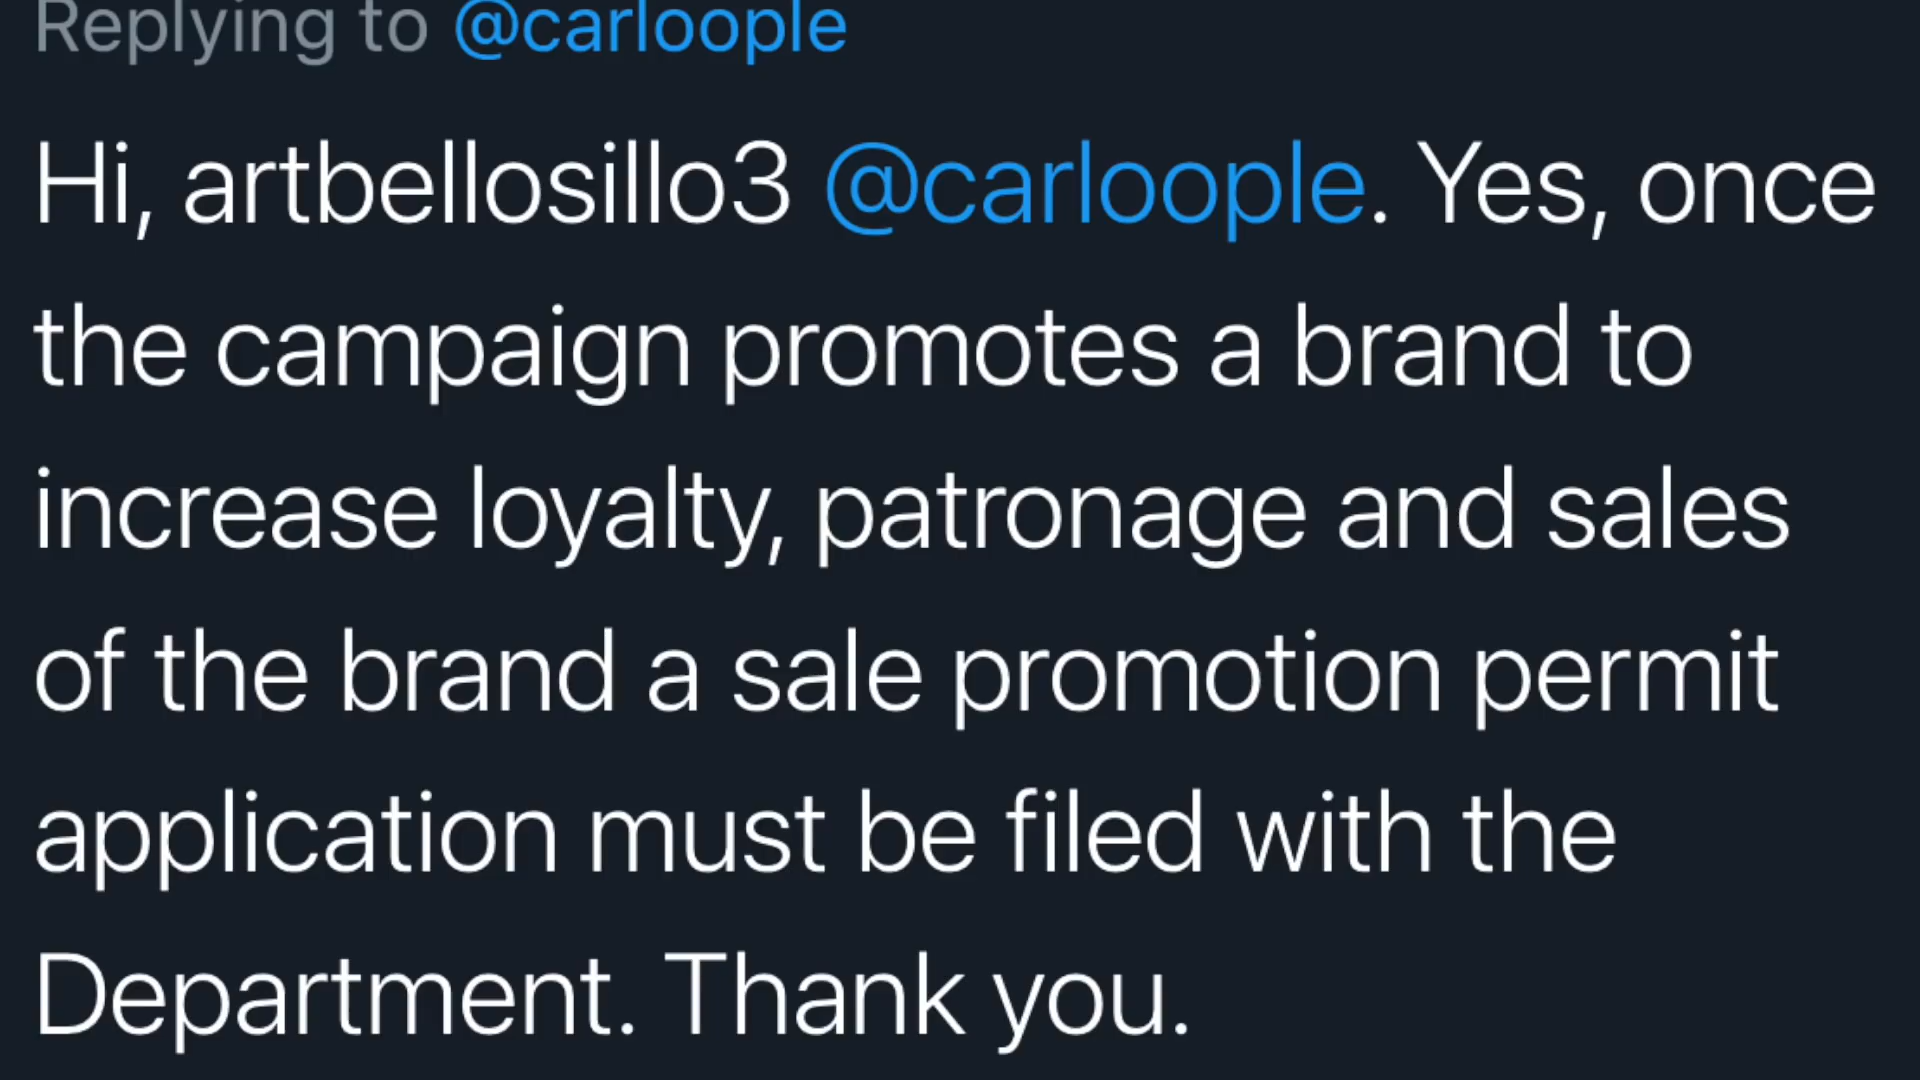 Replying to @carloople
Hi, artbellosillo3 @carloople. Yes, once
the campaign promotes a brand to
increase loyalty, patronage and sales
of the brand a sale promotion permit
application must be filed with the
Department. Thank you.